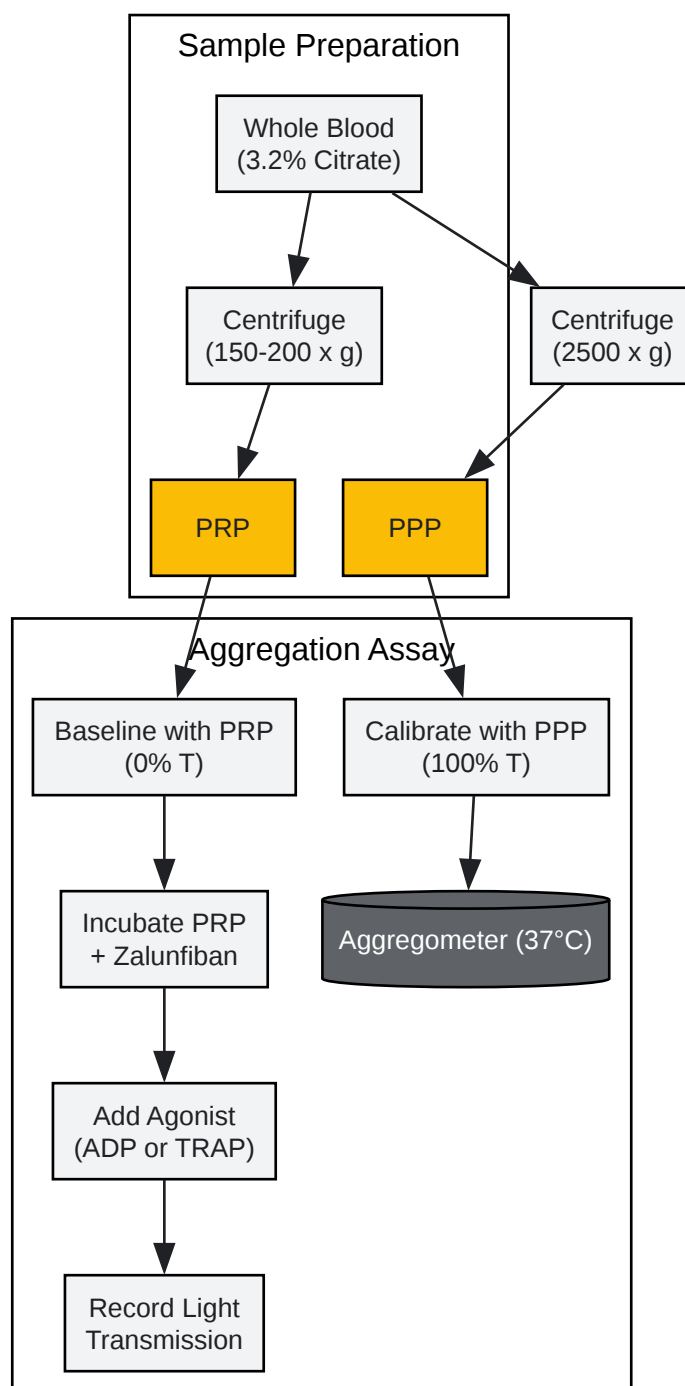 Sample Preparation
Whole Blood
(3.2% Citrate)
Centrifuge
(150-200 x g)
Centrifuge
(2500 x g)
PRP
PPP
Aggregation Assay
Baseline with PRP
(0% T)
Calibrate with PPP
(100% T)
Incubate PRP
+ Zalunfiban
Aggregometer (37°C)
Add Agonist
(ADP or TRAP)
Record Light
Transmission